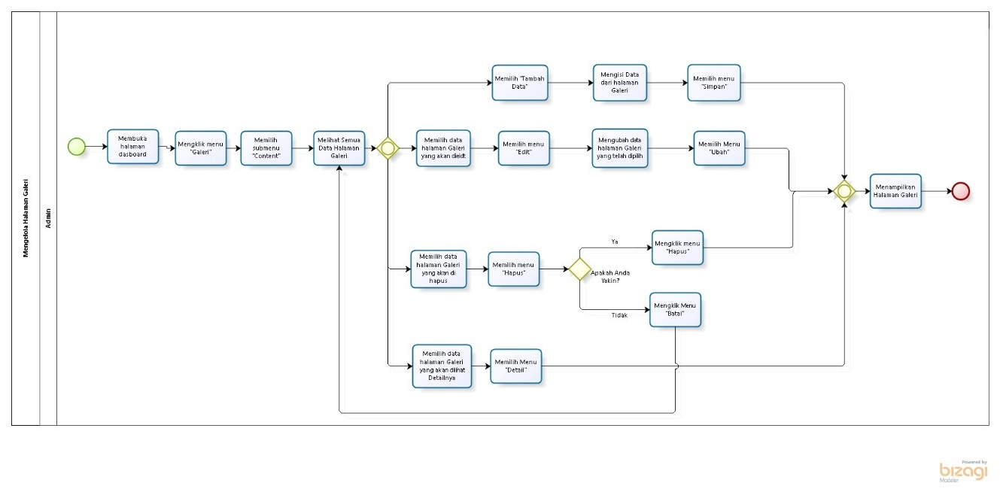 Mengelola Halaman Galeri
Admin
Membuka
halaman
dasboard
Mengklik menu
"Galeri"
Memilih
submenu
"Content"
Melihat Semua
Data Halaman
Galeri
Memilih "Tambah
Data"
Mengisi Data
dari halaman
Galeri
Memilih menu
"Simpan"
Memilih data
halaman Galeri
yang akan dieidt
Memilih menu
"Edit"
Mengubah data
halaman Galeri
yang telah dipilih
Memilih Menu
"Ubah"
Memilih data
halaman Galeri
yang akan di
hapus
Memilih menu
"Hapus"
Apakah Anda
Yakin?
Ya
Mengklik menu
"Hapus"
Tidak
Mengklik Menu
"Batal"
Memilih data
halaman Galeri
yang akan dilihat
Detailnya
Memilih Menu
"Detail"
Menampilkan
Halaman Galeri
Powered by
bizagi
Modeler